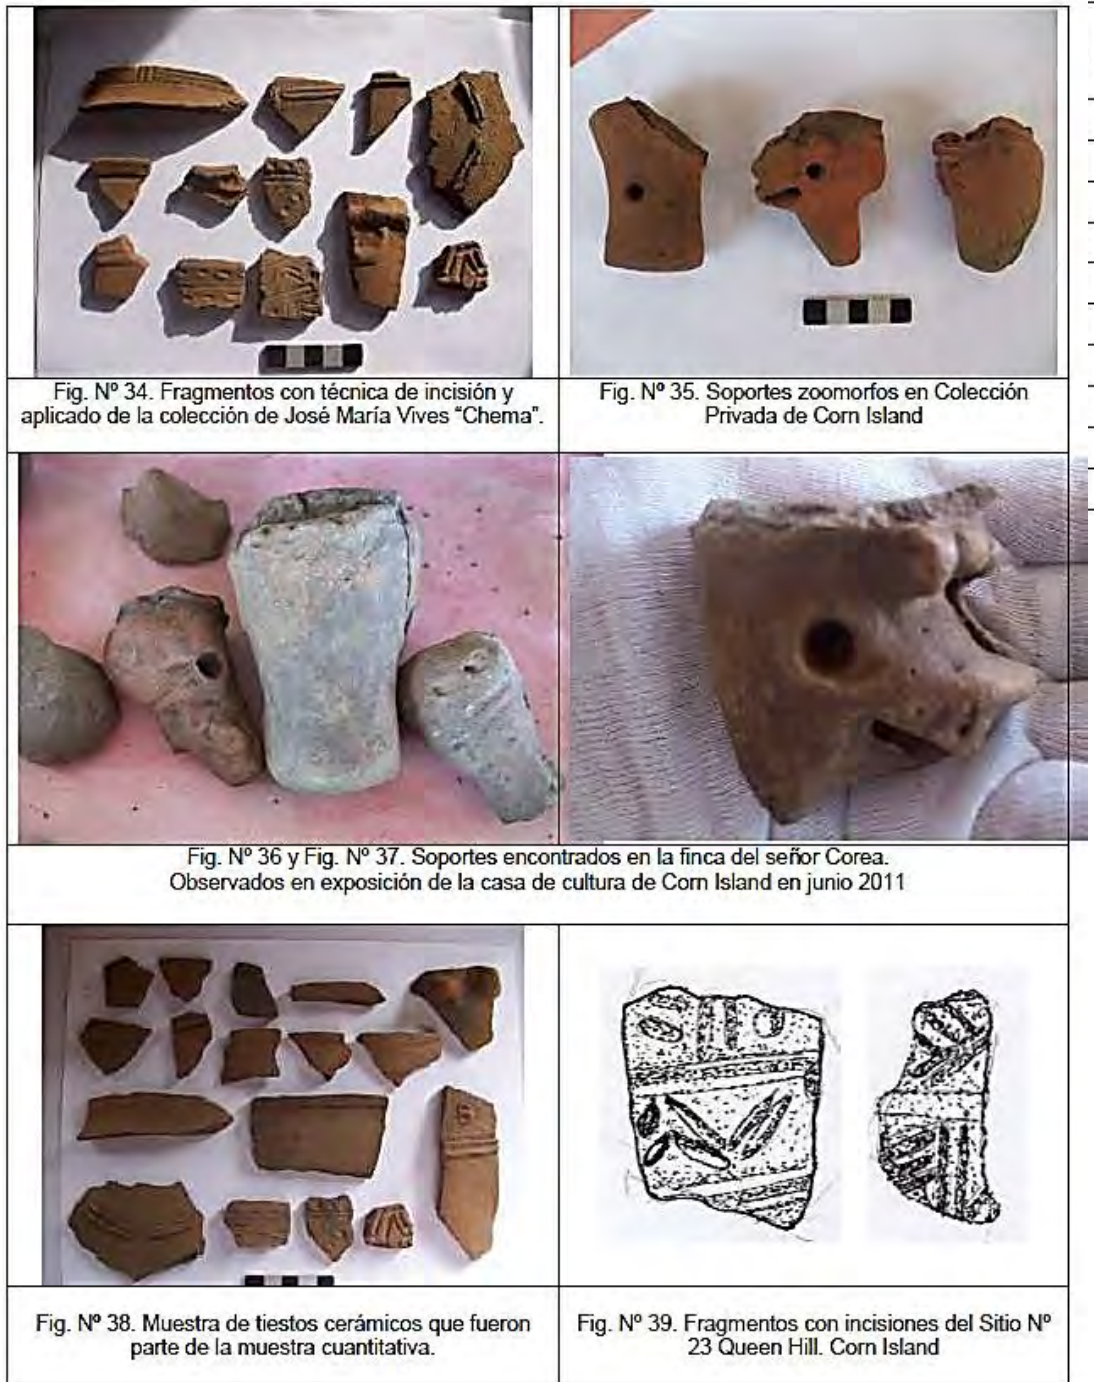 Fig. Nº 34. Fragmentos con técnica de incisión y
aplicado de la colección de José María Vives “Chema”.
Fig. Nº 35. Soportes zoomorfos en Colección
Privada de Corn Island
Fig. Nº 36 y Fig. Nº 37. Soportes encontrados en la finca del señor Corea.
Observados en exposición de la casa de cultura de Corn Island en junio 2011
Fig. Nº 38. Muestra de tiestos cerámicos que fueron
parte de la muestra cuantitativa.
Fig. Nº 39. Fragmentos con incisiones del Sitio Nº
23 Queen Hill. Corn Island